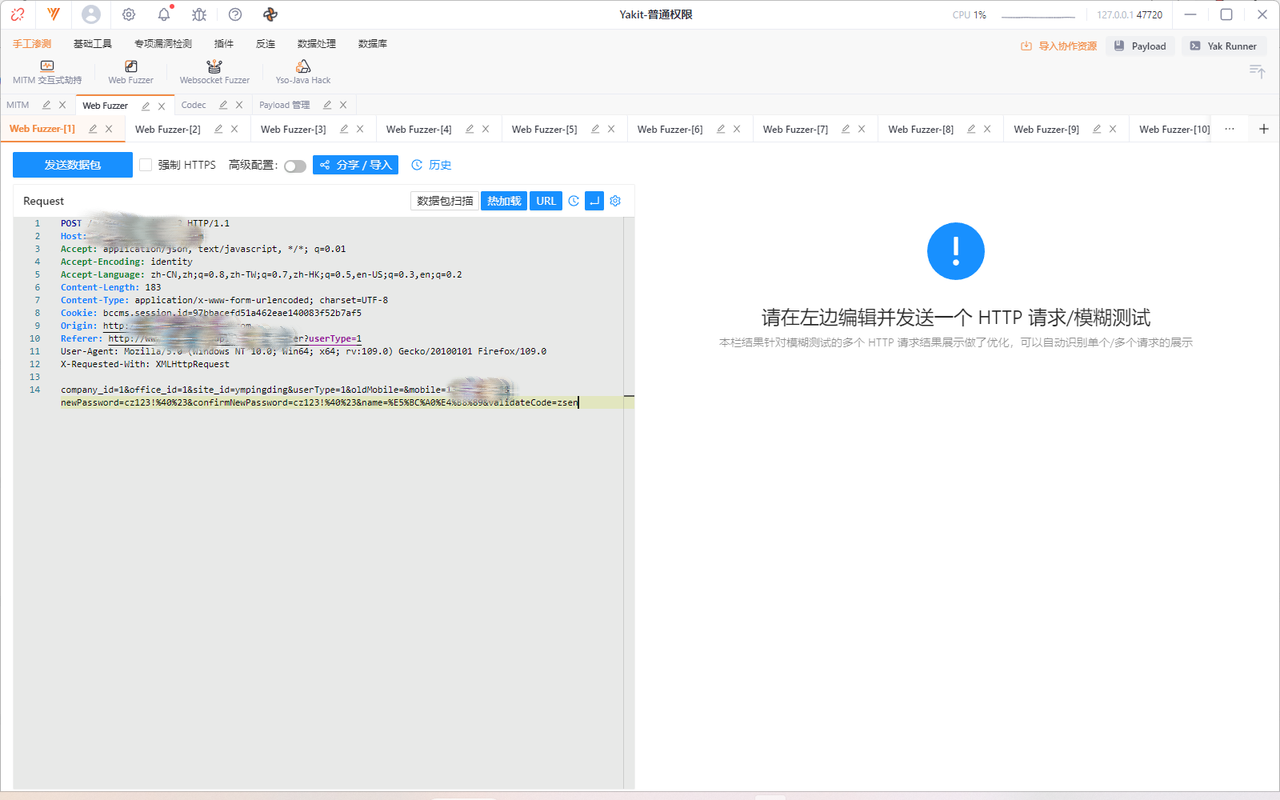 Yakit-普通权限
CPU 1%
127.0.0.1 47720
手工渗测 基础工具 专项漏洞检测 插件 反连 数据处理 数据库
导入协作资源 Payload Yak Runner
MITM 交互式劫持 Web Fuzzer Websocket Fuzzer Yso-Java Hack
MITM Web Fuzzer Codec Payload 管理
Web Fuzzer-[1] Web Fuzzer-[2] Web Fuzzer-[3] Web Fuzzer-[4] Web Fuzzer-[5] Web Fuzzer-[6] Web Fuzzer-[7] Web Fuzzer-[8] Web Fuzzer-[9] Web Fuzzer-[10] ···
发送数据包 强制 HTTPS 高级配置: 分享 / 导入 历史
Request 数据包扫描 热加载 URL
1 POST HTTP/1.1
2 Host:
3 Accept: application/json, text/javascript, */*; q=0.01
4 Accept-Encoding: identity
5 Accept-Language: zh-CN,zh;q=0.8,zh-TW;q=0.7,zh-HK;q=0.5,en-US;q=0.3,en;q=0.2
6 Content-Length: 183
7 Content-Type: application/x-www-form-urlencoded; charset=UTF-8
8 Cookie: bccms.session.id=97bbacefd51a462eae140083f52b7af5
9 Origin: http:
10 Referer: http://www ?userType=1
11 User-Agent: Mozilla/5.0 (Windows NT 10.0; Win64; x64; rv:109.0) Gecko/20100101 Firefox/109.0
12 X-Requested-With: XMLHttpRequest
13
14 company_id=1&office_id=1&site_id=ympingding&userType=1&oldMobile=&mobile=
newPassword=cz123!%40%23&confirmNewPassword=cz123!%40%23&name=%E5%BC%A0%E4%B8%89&validateCode=zsen
请在左边编辑并发送一个 HTTP 请求/模糊测试
本栏结果针对模糊测试的多个 HTTP 请求结果展示做了优化，可以自动识别单个/多个请求的展示